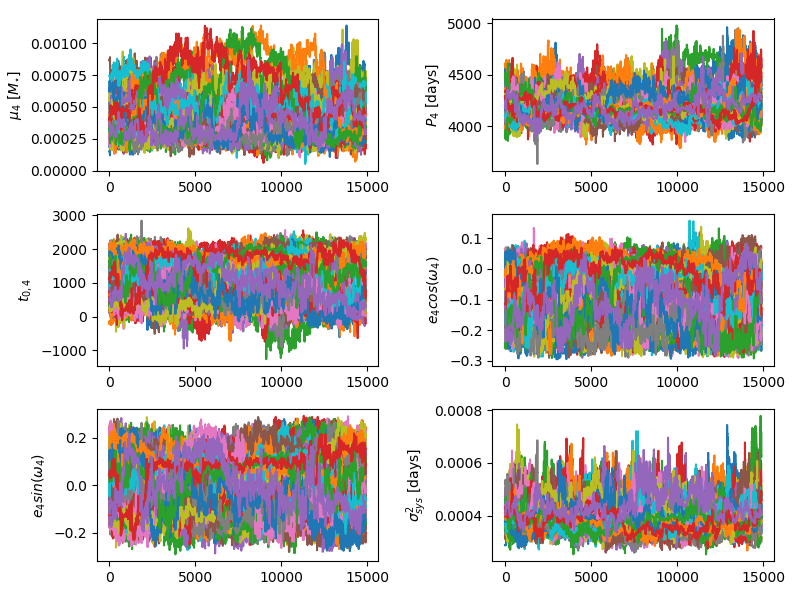 μ₄ [M⋆]
0.00100
0.00075
0.00050
0.00025
0.00000
0 5000 10000 15000
P₄ [days]
5000
4500
4000
0 5000 10000 15000
t₀,₄
3000
2000
1000
0
−1000
0 5000 10000 15000
e₄cos(ω₄)
0.1
0.0
−0.1
−0.2
−0.3
0 5000 10000 15000
e₄sin(ω₄)
0.2
0.0
−0.2
0 5000 10000 15000
σ²sys [days]
0.0008
0.0006
0.0004
0 5000 10000 15000